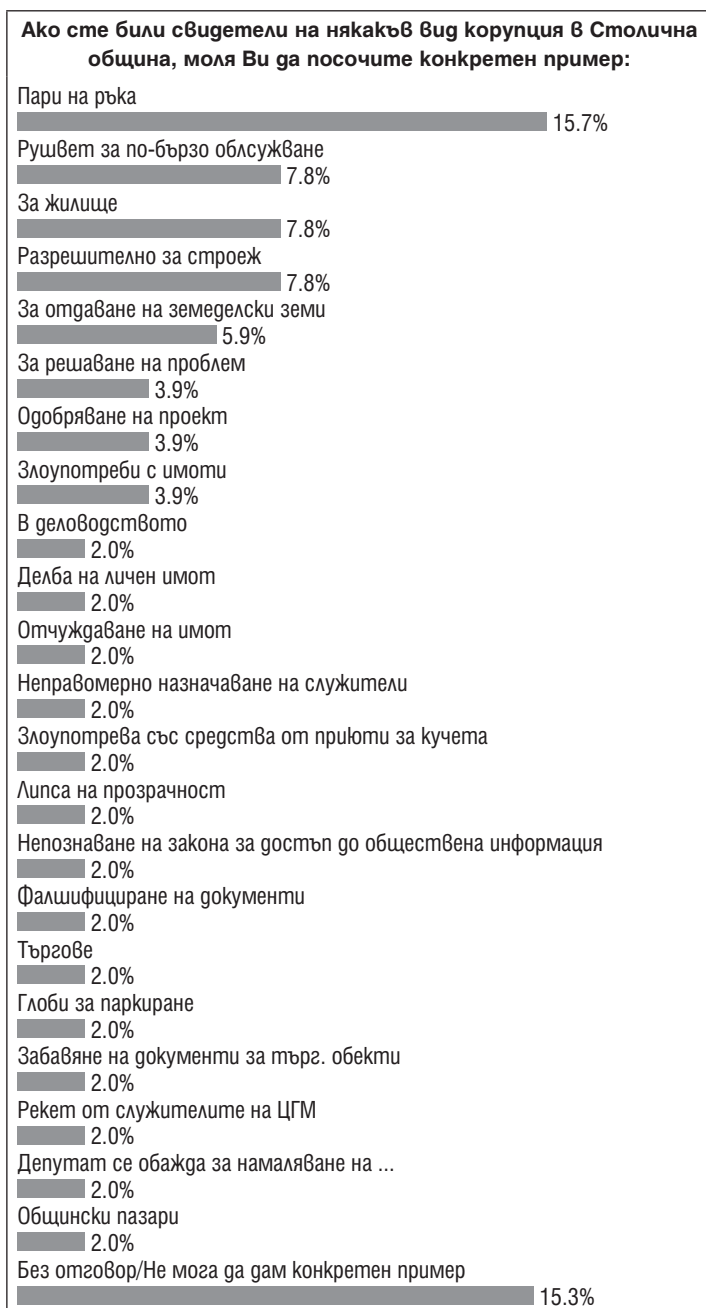 Ако сте били свидетели на някакъв вид корупция в Столична
община, моля Ви да посочите конкретен пример:
Пари на ръка
15.7%
Рушвет за по-бързо облсужване
7.8%
За жилище
7.8%
Разрешително за строеж
7.8%
За отдаване на земеделски земи
5.9%
За решаване на проблем
3.9%
Одобряване на проект
3.9%
Злоупотреби с имоти
3.9%
В деловодството
2.0%
Делба на личен имот
2.0%
Отчуждаване на имот
2.0%
Неправомерно назначаване на служители
2.0%
Злоупотрева със средства от приюти за кучета
2.0%
Липса на прозрачност
2.0%
Непознаване на закона за достъп до обществена информация
2.0%
Фалшифициране на документи
2.0%
Търгове
2.0%
Глоби за паркиране
2.0%
Забавяне на документи за търг. обекти
2.0%
Рекет от служителите на ЦГМ
2.0%
Депутат се обажда за намаляване на ...
2.0%
Общински пазари
2.0%
Без отговор/Не мога да дам конкретен пример
15.3%